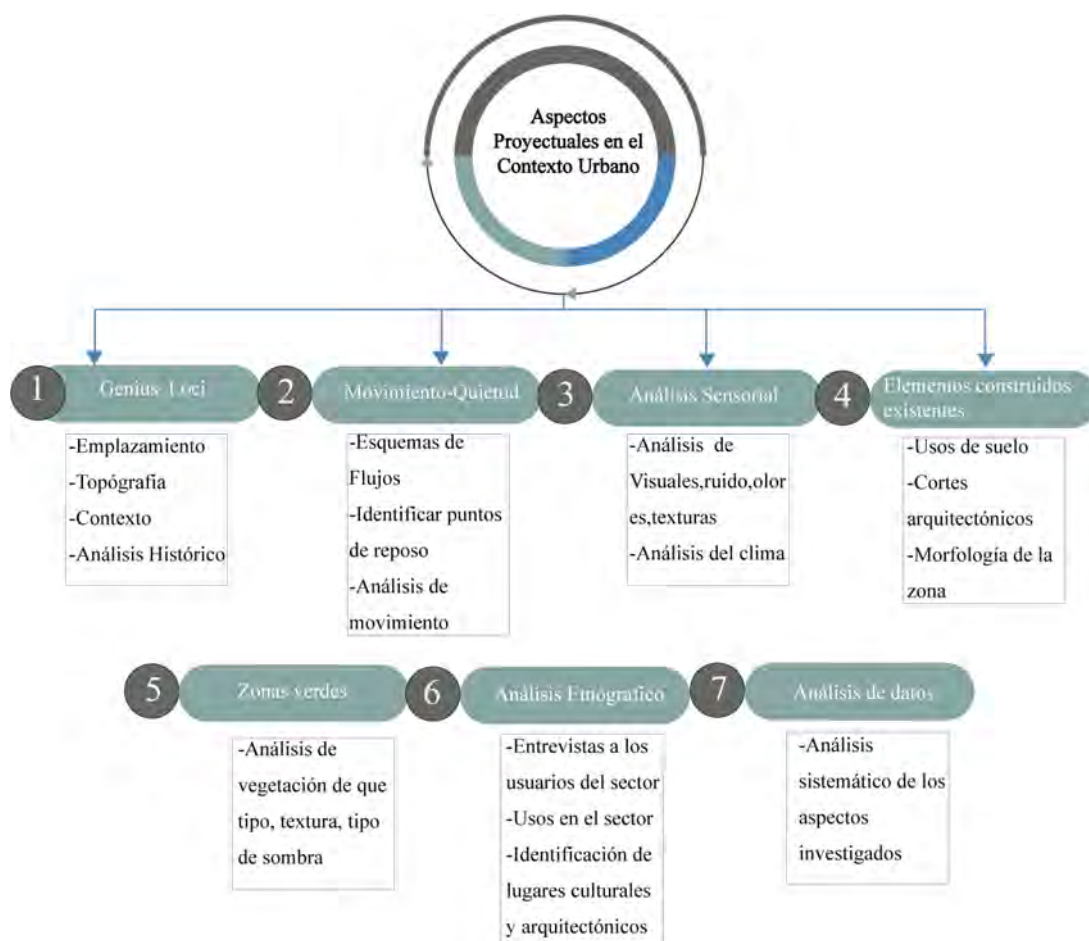 Aspectos
Proyectuales en el
Contexto Urbano
1
Genius Loci
-Emplazamiento
-Topógrafia
-Contexto
-Análisis Histórico
2
Movimiento-Quietud
-Esquemas de
Flujos
-Identificar puntos
de reposo
-Análisis de
movimiento
3
Análisis Sensorial
-Análisis de
Visuales,ruido,olor
es,texturas
-Análisis del clima
4
Elementos construidos
existentes
-Usos de suelo
-Cortes
arquitectónicos
-Morfología de la
zona
5
Zonas verdes
-Análisis de
vegetación de que
tipo, textura, tipo
de sombra
6
Análisis Etnógrafico
-Entrevistas a los
usuarios del sector
-Usos en el sector
-Identificación de
lugares culturales
y arquitectónicos
7
Análisis de datos
-Análisis
sistemático de los
aspectos
investigados